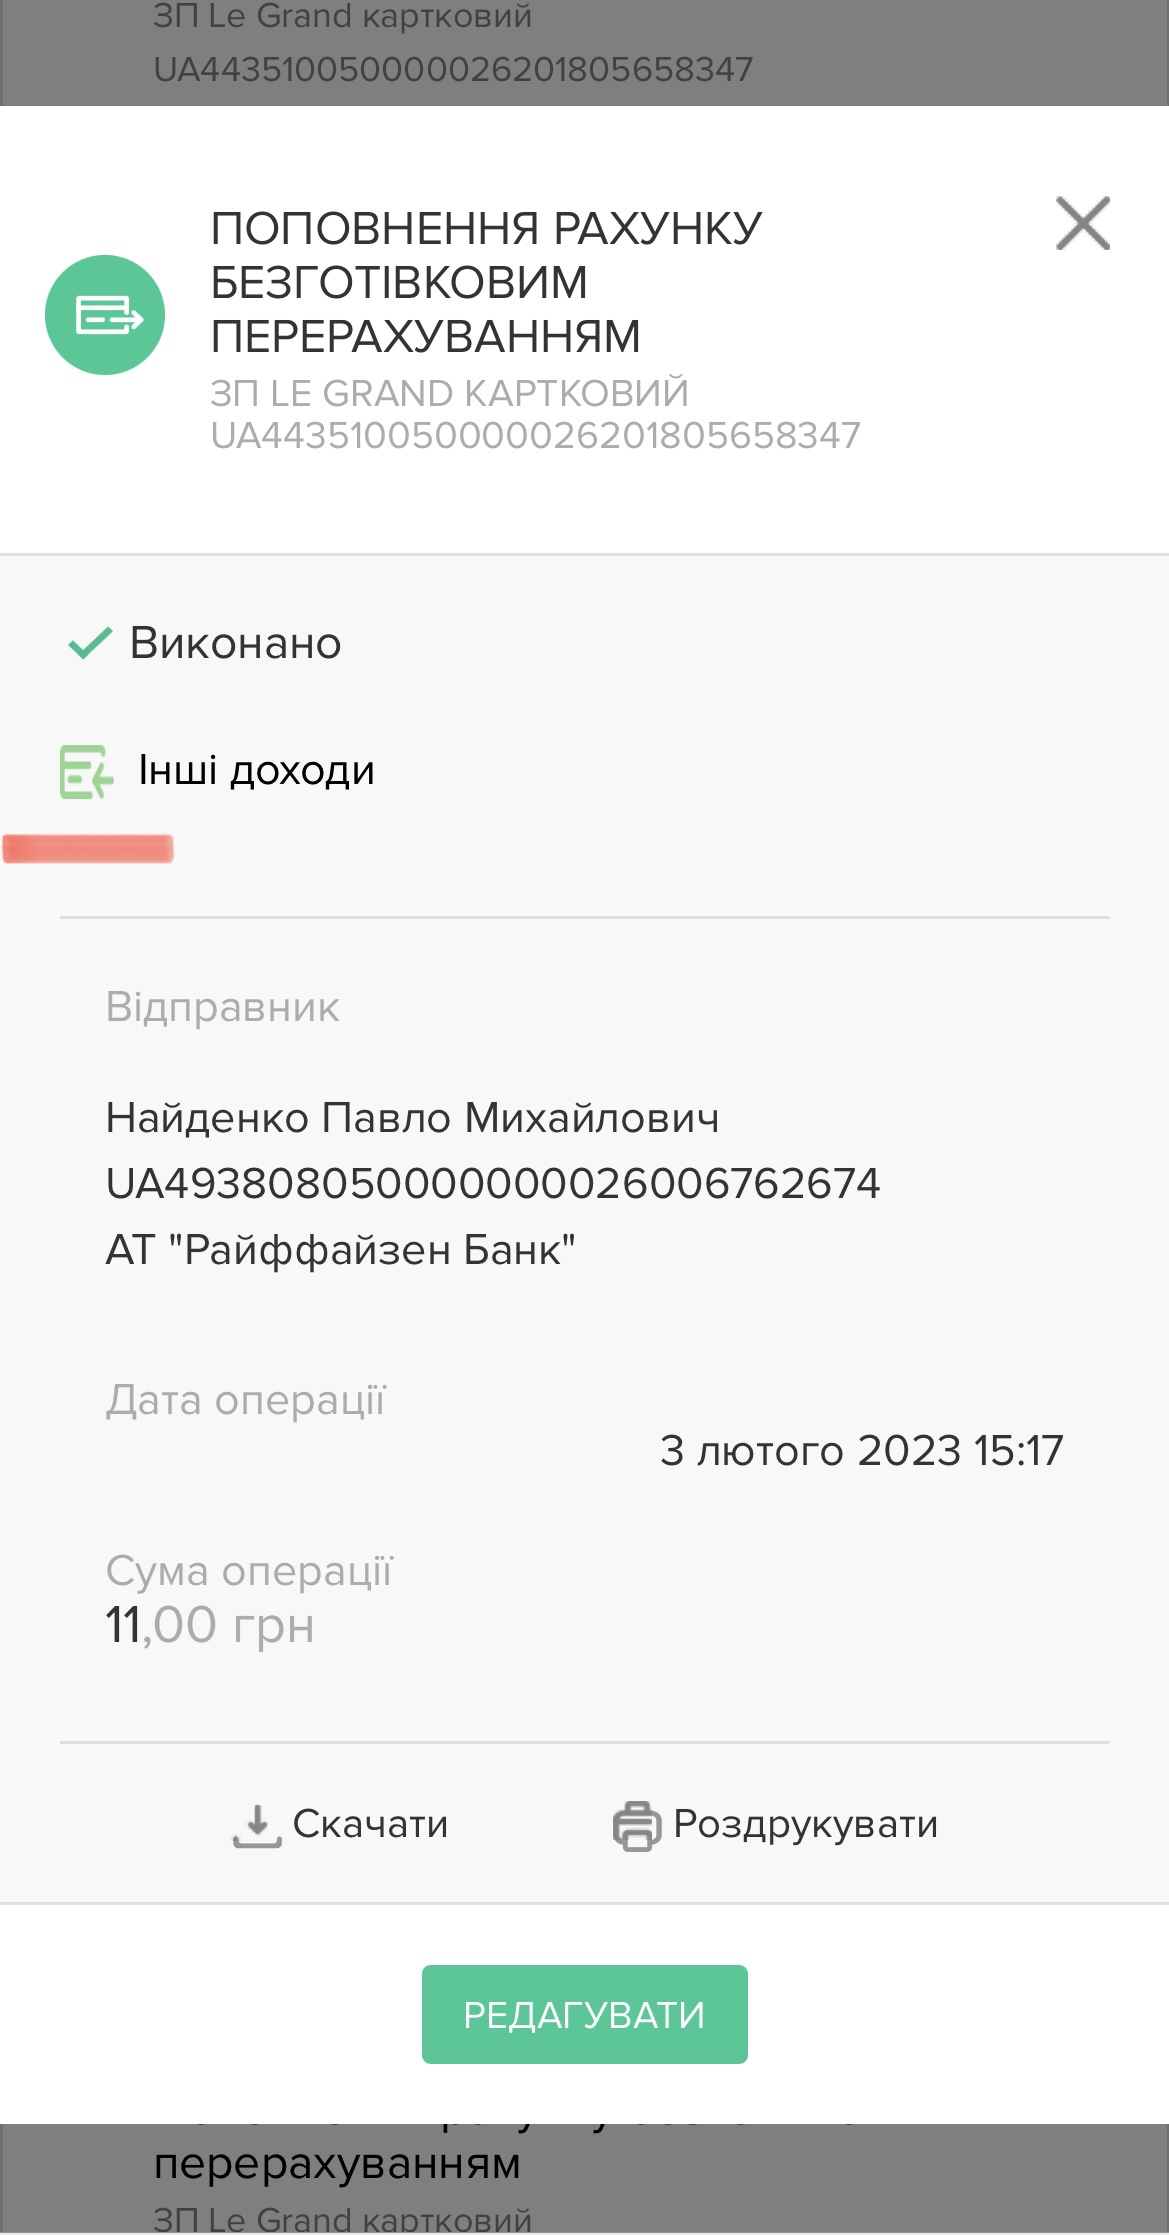 ЗП Le Grand картковий
UA443510050000026201805658347
ПОПОВНЕННЯ РАХУНКУ
БЕЗГОТІВКОВИМ
ПЕРЕРАХУВАННЯМ
ЗП LE GRAND КАРТКОВИЙ
UA443510050000026201805658347
Виконано
Інші доходи
Відправник
Найденко Павло Михайлович
UA493808050000000026006762674
АТ "Райффайзен Банк"
Дата операції
3 лютого 2023 15:17
Сума операції
11,00 грн
Скачати
Роздрукувати
РЕДАГУВАТИ
перерахуванням
ЗП Le Grand картковий